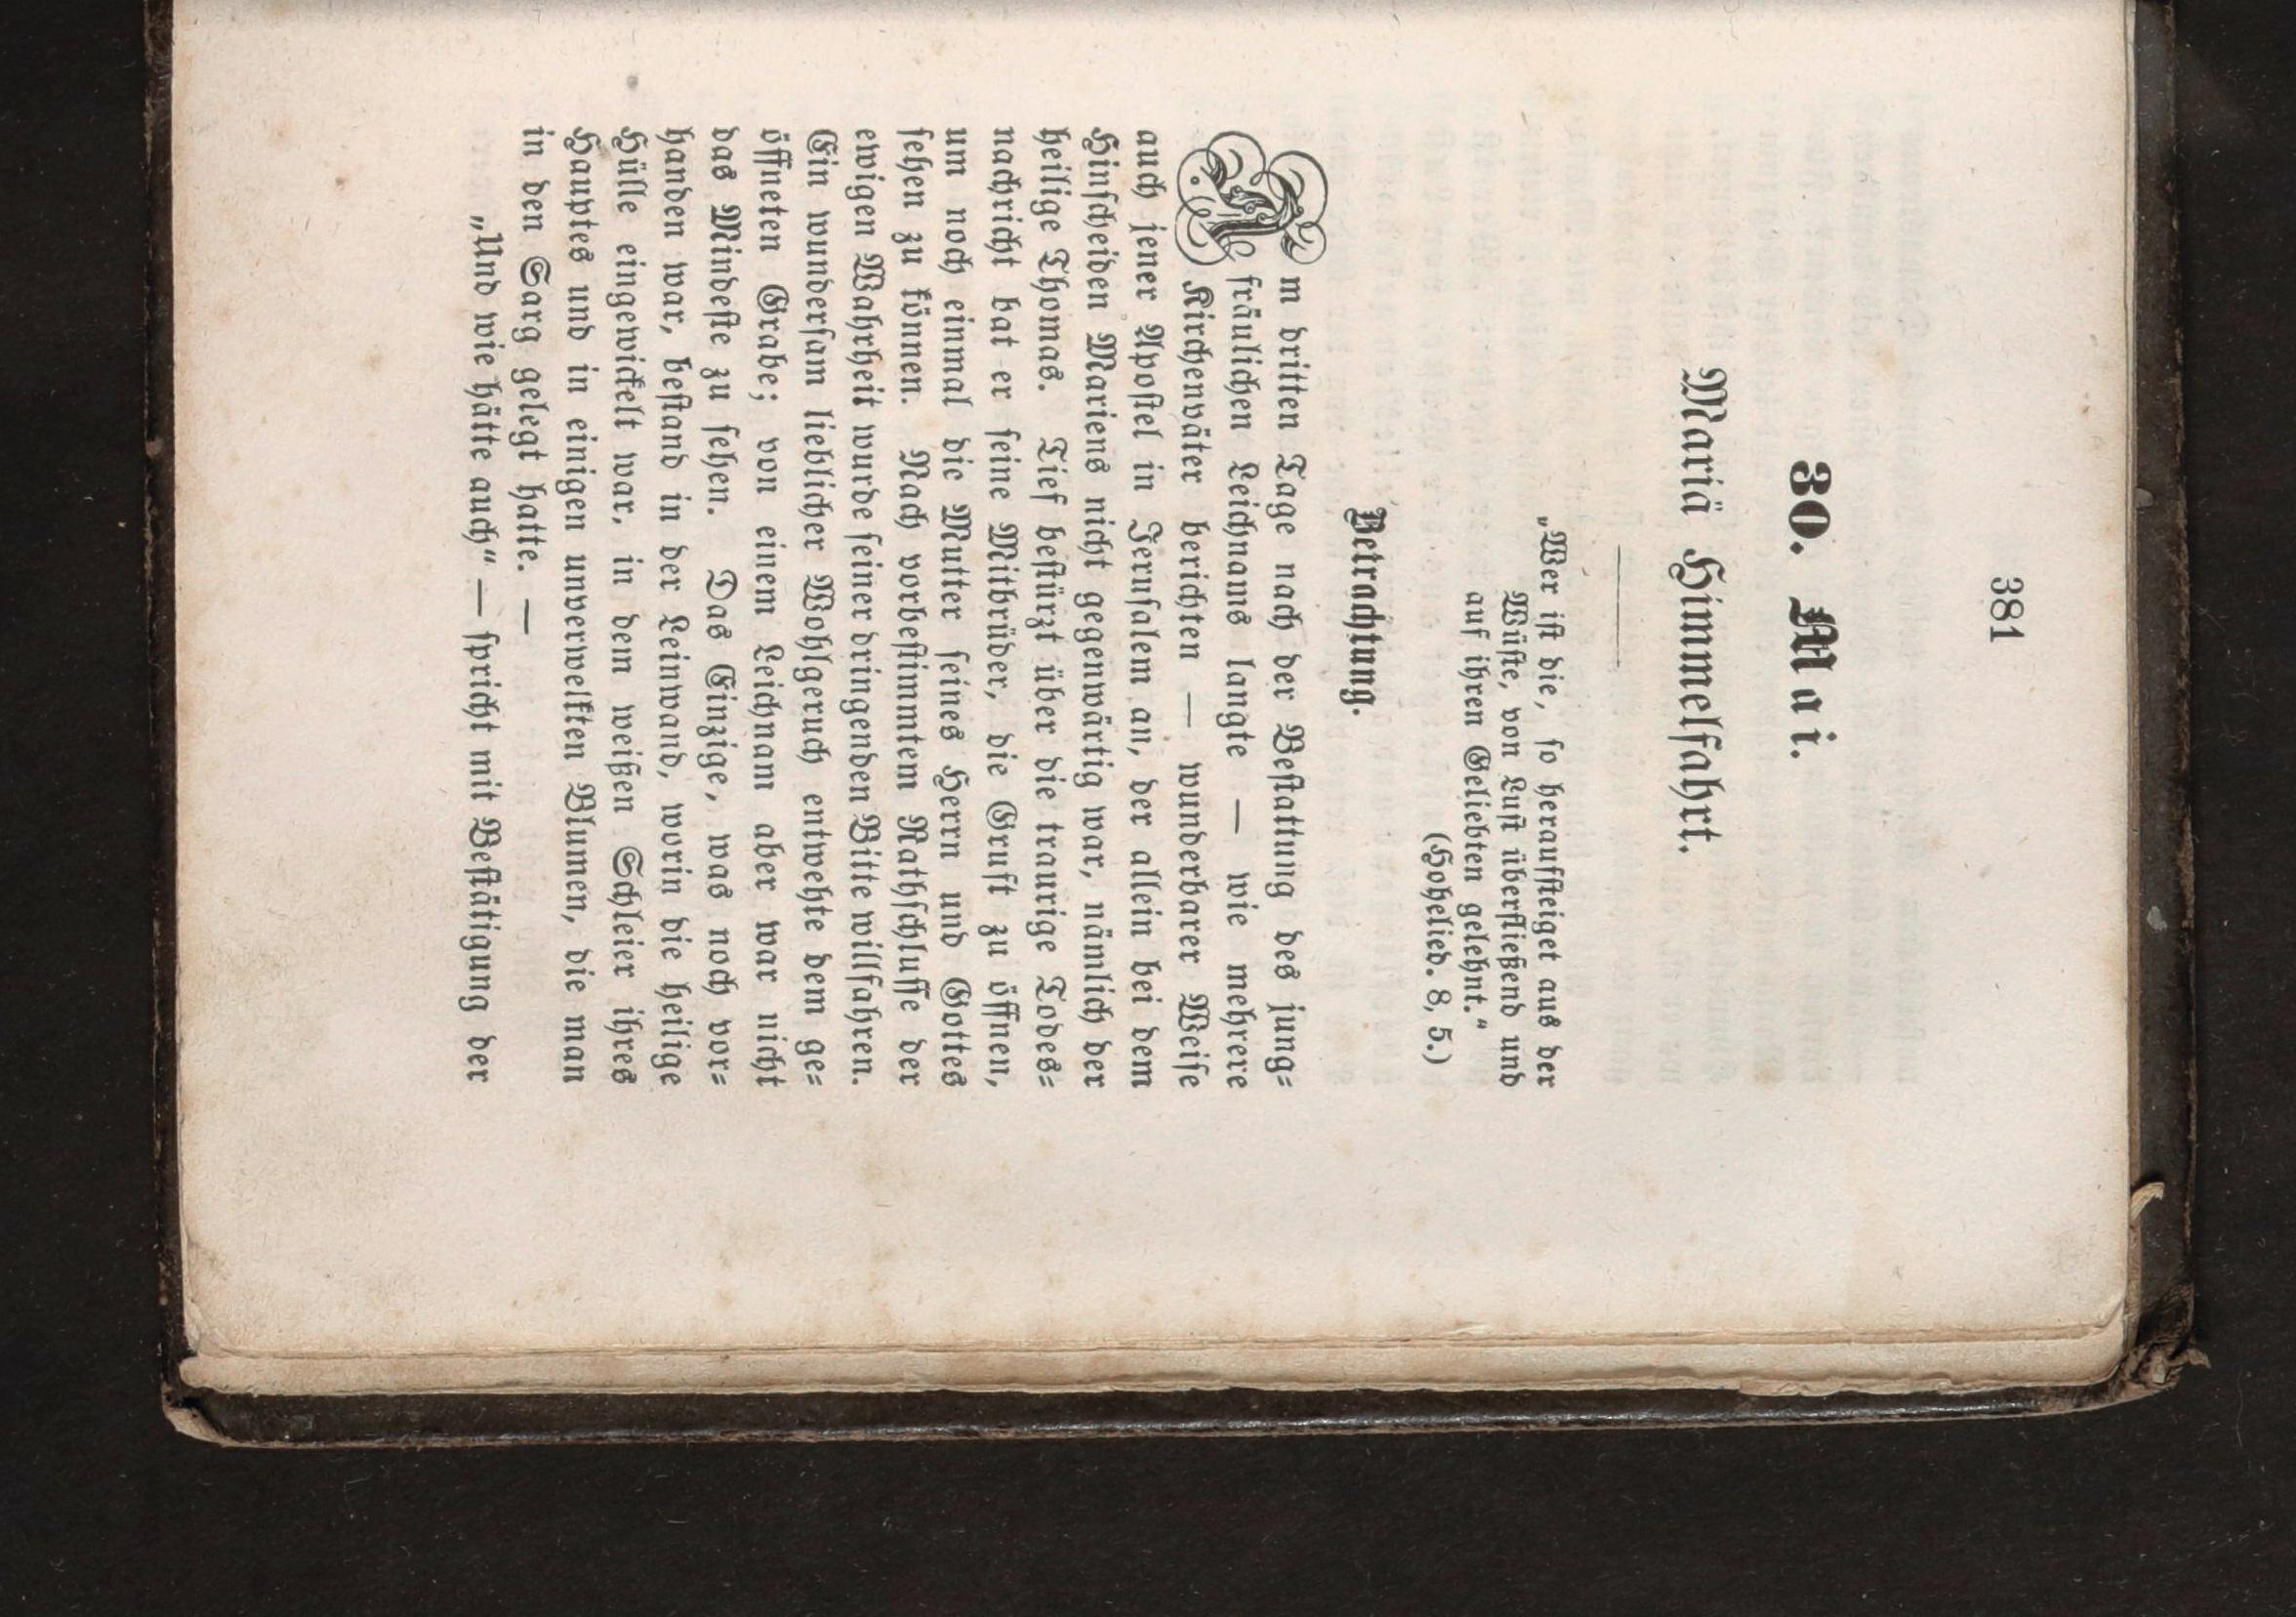 381
30. Mai.
Mariä Himmelfahrt.
„Wer ist die, so heraufsteiget aus der
Wüste, von Lust überfließend und
auf ihren Geliebten gelehnt.“
(Hohelied. 8, 5.)
Betrachtung.
Am dritten Tage nach der Bestattung des jung=
fräulichen Leichnams langte — wie mehrere
Kirchenväter berichten — wunderbarer Weise
auch jener Apostel in Jerusalem an, der allein bei dem
Hinscheiden Mariens nicht gegenwärtig war, nämlich der
heilige Thomas. Tief bestürzt über die traurige Todes=
nachricht bat er seine Mitbrüder, die Gruft zu öffnen,
um noch einmal die Mutter seines Herrn und Gottes
sehen zu können. Nach vorbestimmtem Rathschlusse der
ewigen Wahrheit wurde seiner dringenden Bitte willfahren.
Ein wundersam lieblicher Wohlgeruch entwehte dem ge=
öffneten Grabe; von einem Leichnam aber war nicht
das Mindeste zu sehen. Das Einzige, was noch vor=
handen war, bestand in der Leinwand, worin die heilige
Hülle eingewickelt war, in dem weißen Schleier ihres
Hauptes und in einigen unverwelkten Blumen, die man
in den Sarg gelegt hatte. —
„Und wie hätte auch“ — spricht mit Bestätigung der